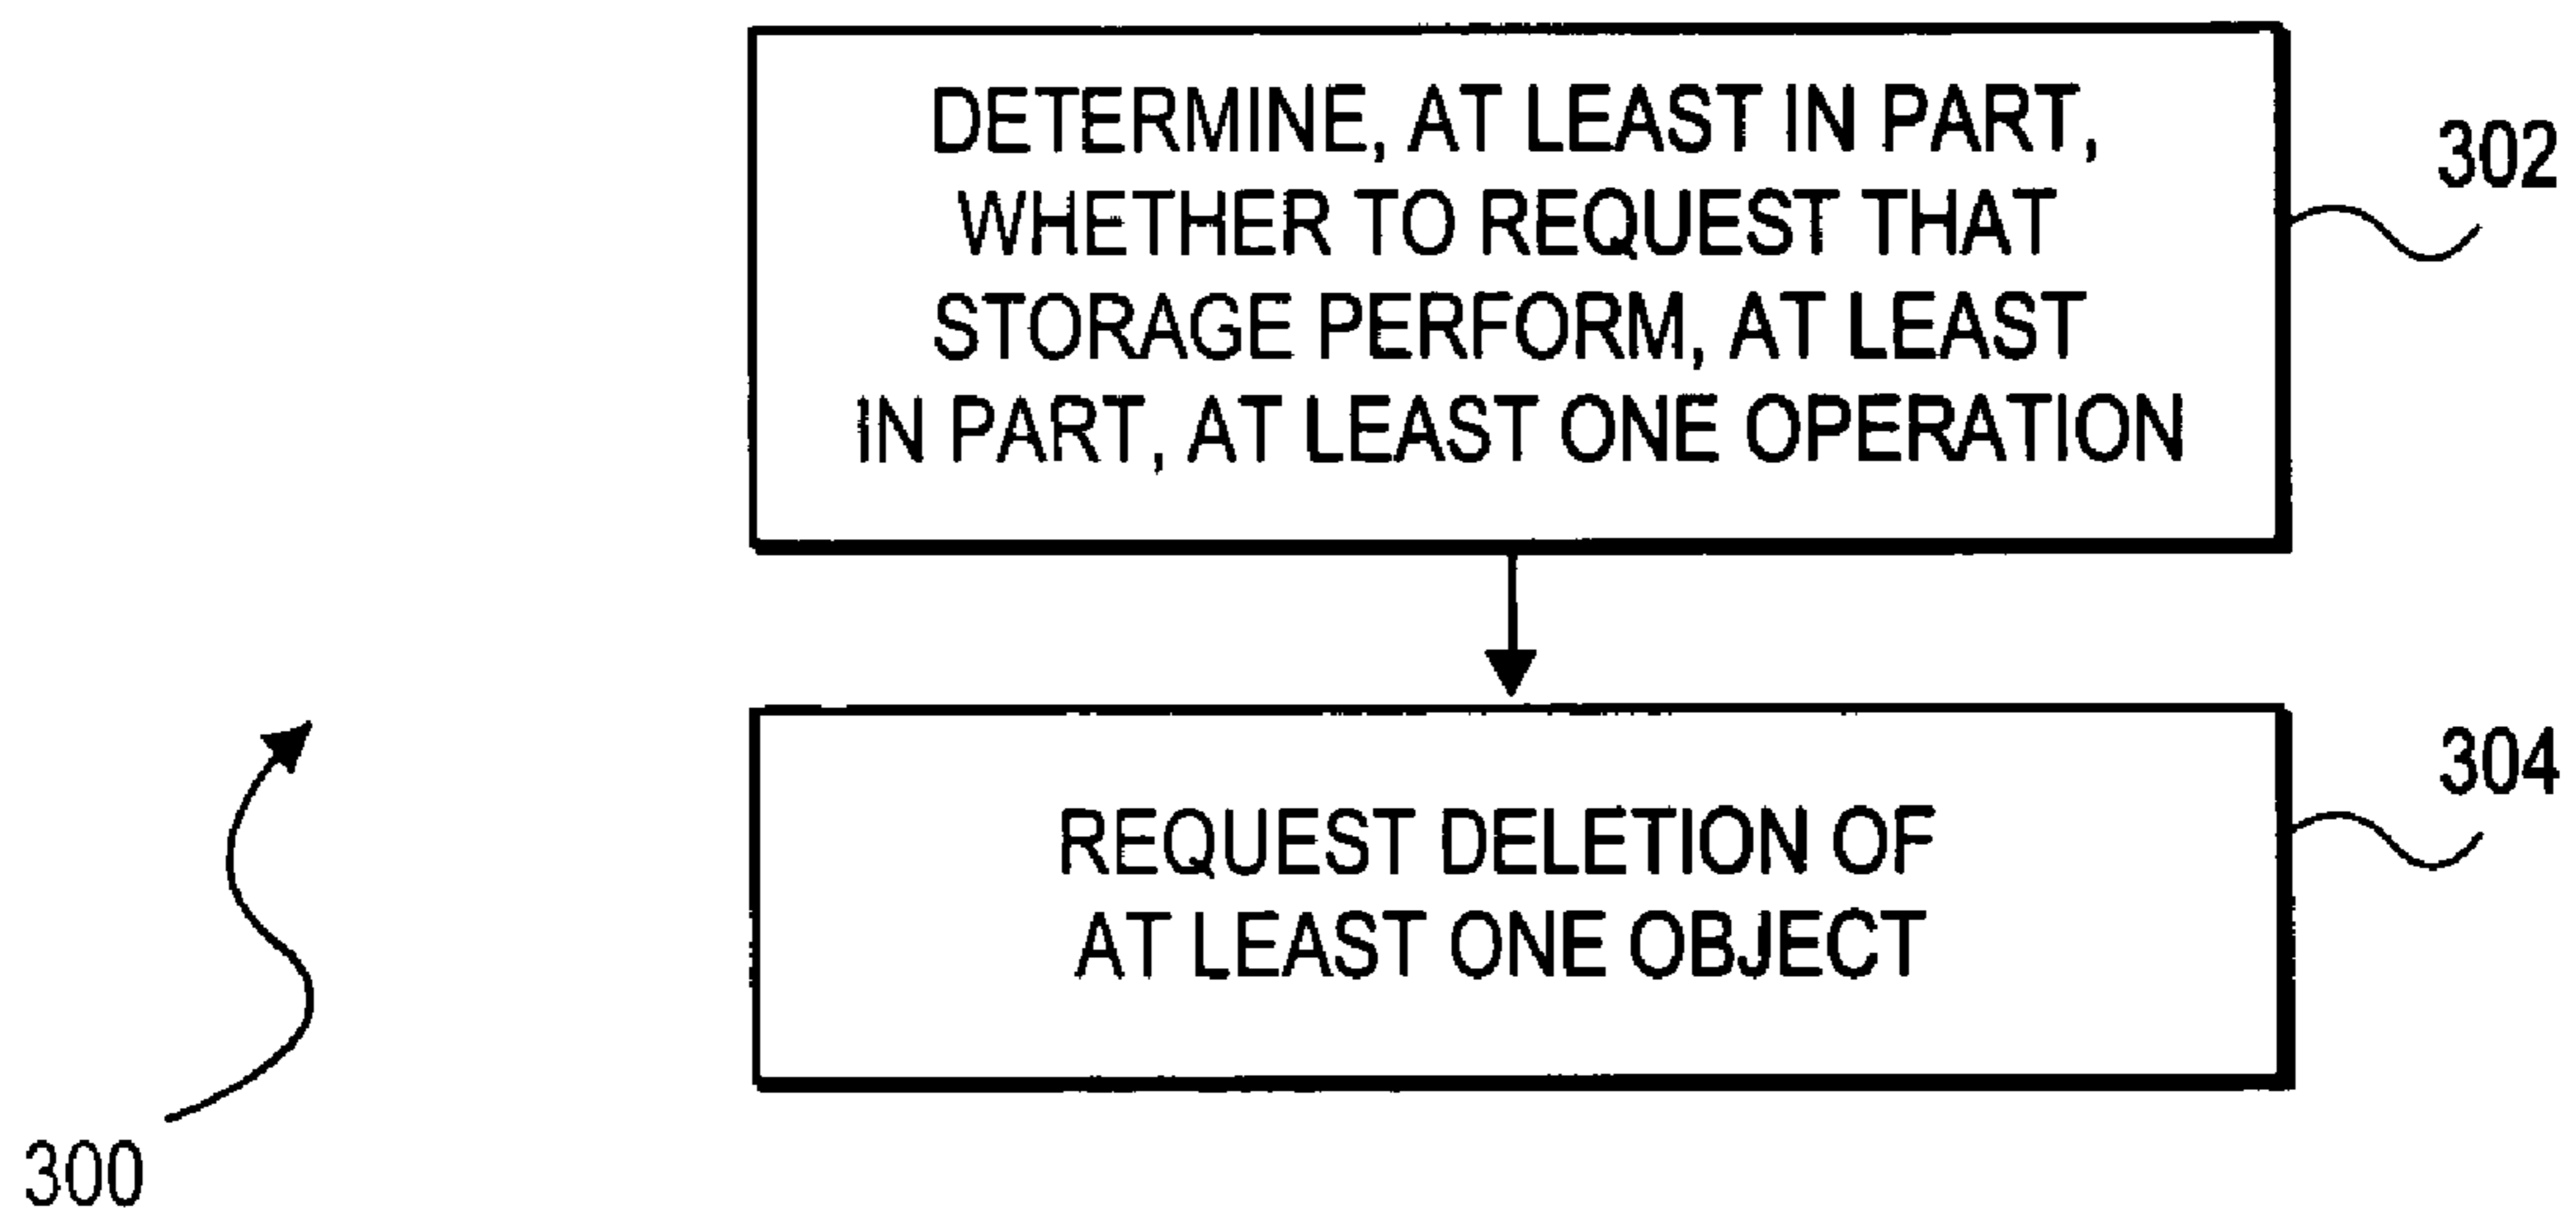 DETERMINE, AT LEAST IN PART,
WHETHER TO REQUEST THAT
STORAGE PERFORM, AT LEAST
IN PART, AT LEAST ONE OPERATION
302
REQUEST DELETION OF
AT LEAST ONE OBJECT
304
300